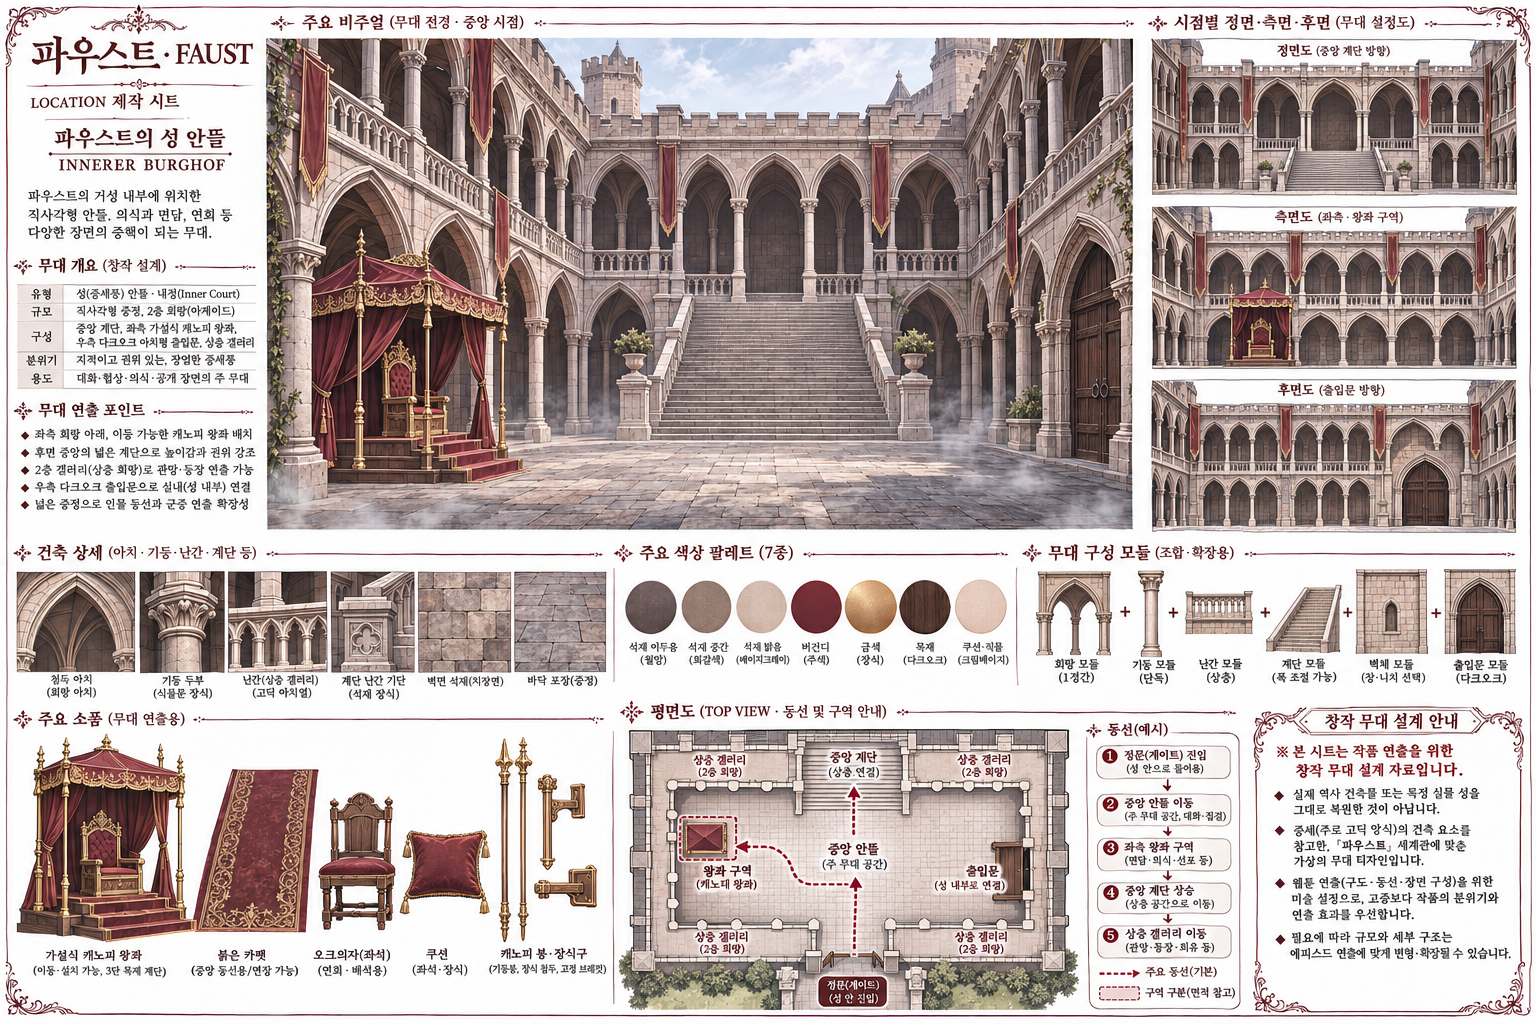 파우스트 · FAUST
LOCATION 제작 시트
파우스트의 성 안뜰
INNERER BURGHOF
파우스트의 거성 내부에 위치한
직사각형 안뜰. 의식과 면담, 연회 등
다양한 장면의 중핵이 되는 무대.
무대 개요 (창작 설계)
유형 성(중세풍) 안뜰 · 내정(Inner Court)
규모 직사각형 중정, 2층 회랑(아케이드)
구성 중앙 계단, 좌측 가설식 캐노피 왕좌,
우측 다크오크 아치형 출입문, 상층 갤러리
분위기 지적이고 권위 있는, 장엄한 중세풍
용도 대화·협상·의식·공개 장면의 주 무대
무대 연출 포인트
◆ 좌측 회랑 아래, 이동 가능한 캐노피 왕좌 배치
◆ 후면 중앙의 넓은 계단으로 높이감과 권위 강조
◆ 2층 갤러리(상층 회랑)로 관망·등장 연출 가능
◆ 우측 다크오크 출입문으로 실내(성 내부) 연결
◆ 넓은 중정으로 인물 동선과 군중 연출 확장성
주요 비주얼 (무대 전경 · 중앙 시점)
시점별 정면·측면·후면 (무대 설정도)
정면도 (중앙 계단 방향)
측면도 (좌측 · 왕좌 구역)
후면도 (출입문 방향)
건축 상세 (아치 · 기둥 · 난간 · 계단 등)
첨두 아치
(회랑 아치)
기둥 두부
(식물문 장식)
난간(상층 갤러리)
(고딕 아치열)
계단 난간 기단
(석재 장식)
벽면 석재(치장면)
바닥 포장(중정)
주요 색상 팔레트 (7종)
석재 어두움
(월암)
석재 중간
(회갈색)
석재 밝음
(베이지그레이)
버건디
(주색)
금색
(장식)
목재
(다크오크)
쿠션·직물
(크림베이지)
무대 구성 모듈 (조합·확장용)
+ + + + +
회랑 모듈
(1경간)
기둥 모듈
(단독)
난간 모듈
(상층)
계단 모듈
(폭 조절 가능)
벽체 모듈
(창·니치 선택)
출입문 모듈
(다크오크)
주요 소품 (무대 연출용)
가설식 캐노피 왕좌
(이동·설치 가능, 3단 목재 계단)
붉은 카펫
(중앙 동선용/연장 가능)
오크의자(좌석)
(연회 · 배석용)
쿠션
(좌석·장식)
캐노피 봉·장식구
(기둥봉, 장식 첨두, 고정 브래킷)
평면도 (TOP VIEW · 동선 및 구역 안내)
상층 갤러리
(2층 회랑)
중앙 계단
(상층 연결)
상층 갤러리
(2층 회랑)
왕좌 구역
(캐노피 왕좌)
중앙 안뜰
(주 무대 공간)
출입문
(성 내부로 연결)
상층 갤러리
(2층 회랑)
상층 갤러리
(2층 회랑)
정문(게이트)
(성 안 진입)
동선(예시)
1 정문(게이트) 진입
(성 안으로 들어옴)
2 중앙 안뜰 이동
(주 무대 공간, 대화·집결)
3 좌측 왕좌 구역
(면담·의식·선포 등)
4 중앙 계단 상승
(상층 공간으로 이동)
5 상층 갤러리 이동
(관망·등장·회유 등)
주요 동선(기본)
구역 구분(면적 참고)
창작 무대 설계 안내
※ 본 시트는 작품 연출을 위한
창작 무대 설계 자료입니다.
◆ 실제 역사 건축물 또는 특정 실물 성을
그대로 복원한 것이 아닙니다.
◆ 중세(주로 고딕 양식)의 건축 요소를
참고한, 「파우스트」 세계관에 맞춘
가상의 무대 디자인입니다.
◆ 웹툰 연출(구도·동선·장면 구성)을 위한
미술 설정으로, 고증보다 작품의 분위기와
연출 효과를 우선합니다.
◆ 필요에 따라 규모와 세부 구조는
에피소드 연출에 맞게 변형·확장될 수 있습니다.